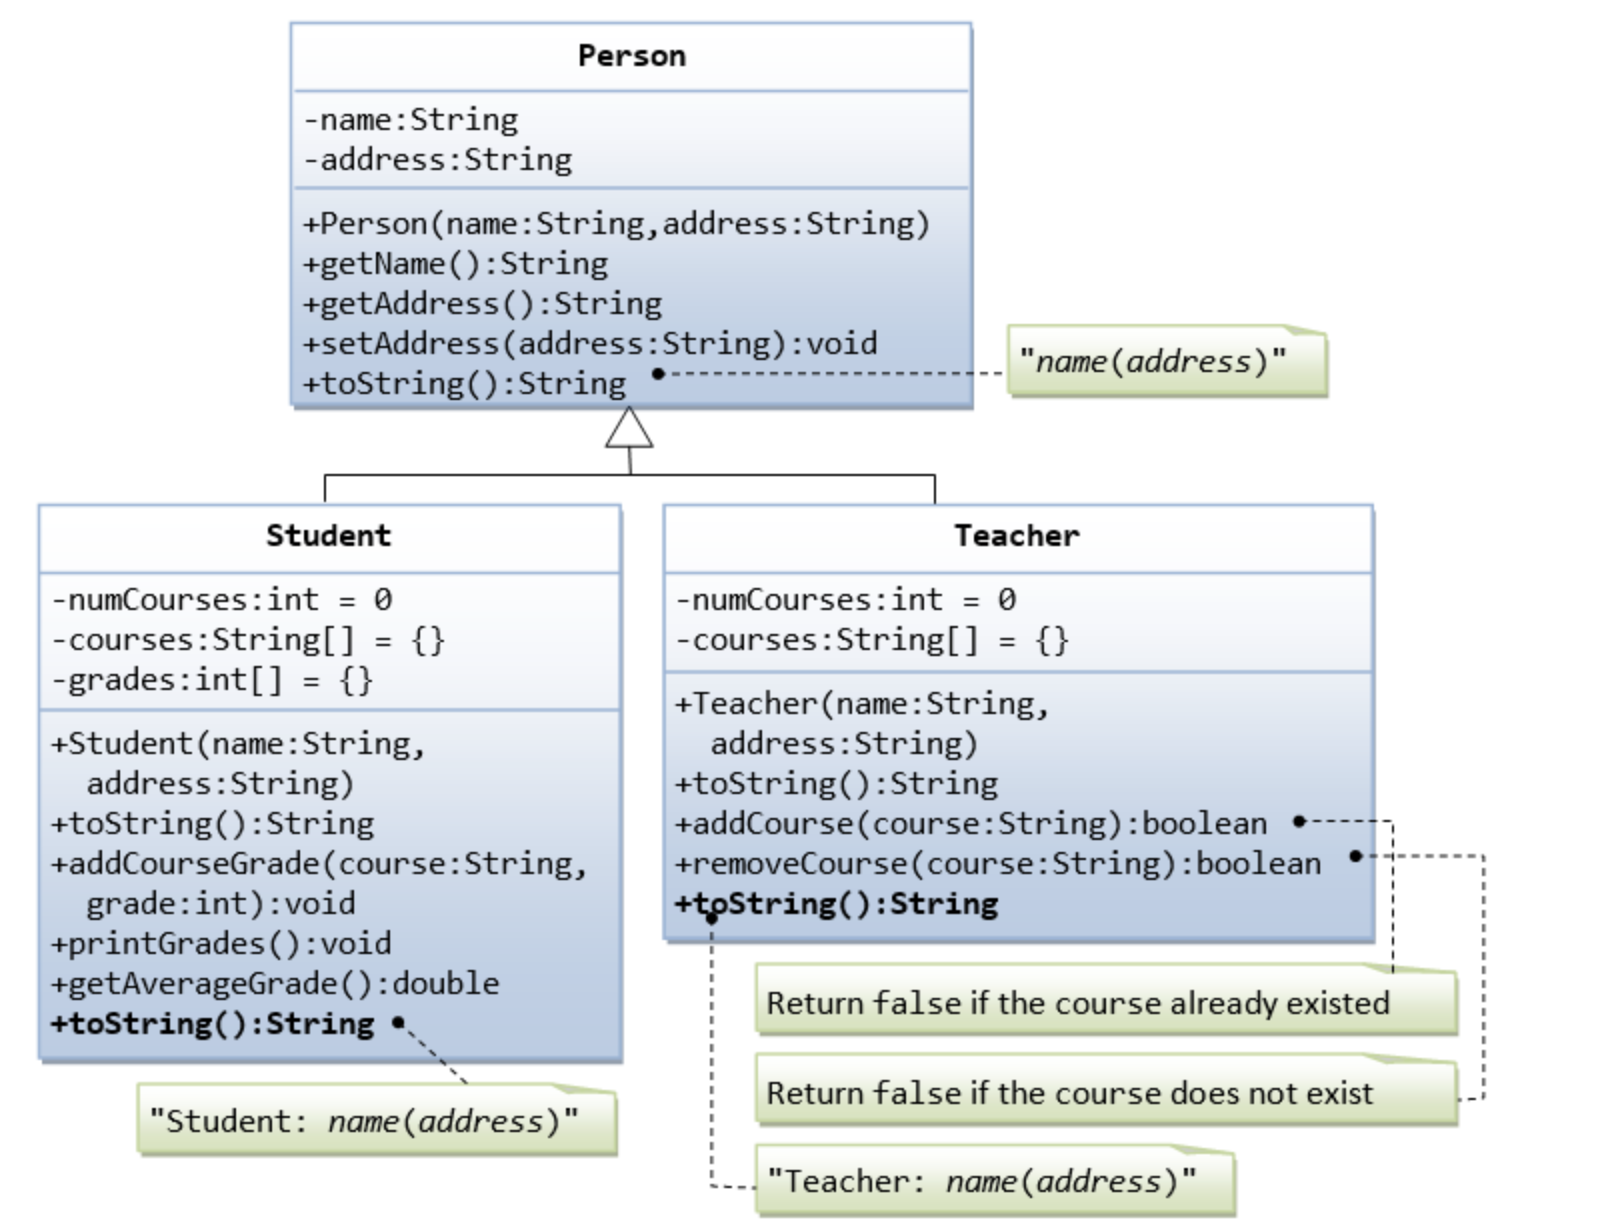 Person
-name:String
-address:String
+Person(name:String,address:String)
+getName():String
+getAddress():String
+setAddress(address:String):void
+toString():String
"name(address)"
Student
-numCourses:int = 0
-courses:String[] = {}
-grades:int[] = {}
+Student(name:String,
address:String)
+toString():String
+addCourseGrade(course:String,
grade:int):void
+printGrades():void
+getAverageGrade():double
+toString():String
"Student: name(address)"
Teacher
-numCourses:int = 0
-courses:String[] = {}
+Teacher(name:String,
address:String)
+toString():String
+addCourse(course:String):boolean
+removeCourse(course:String):boolean
+toString():String
Return false if the course already existed
Return false if the course does not exist
"Teacher: name(address)"